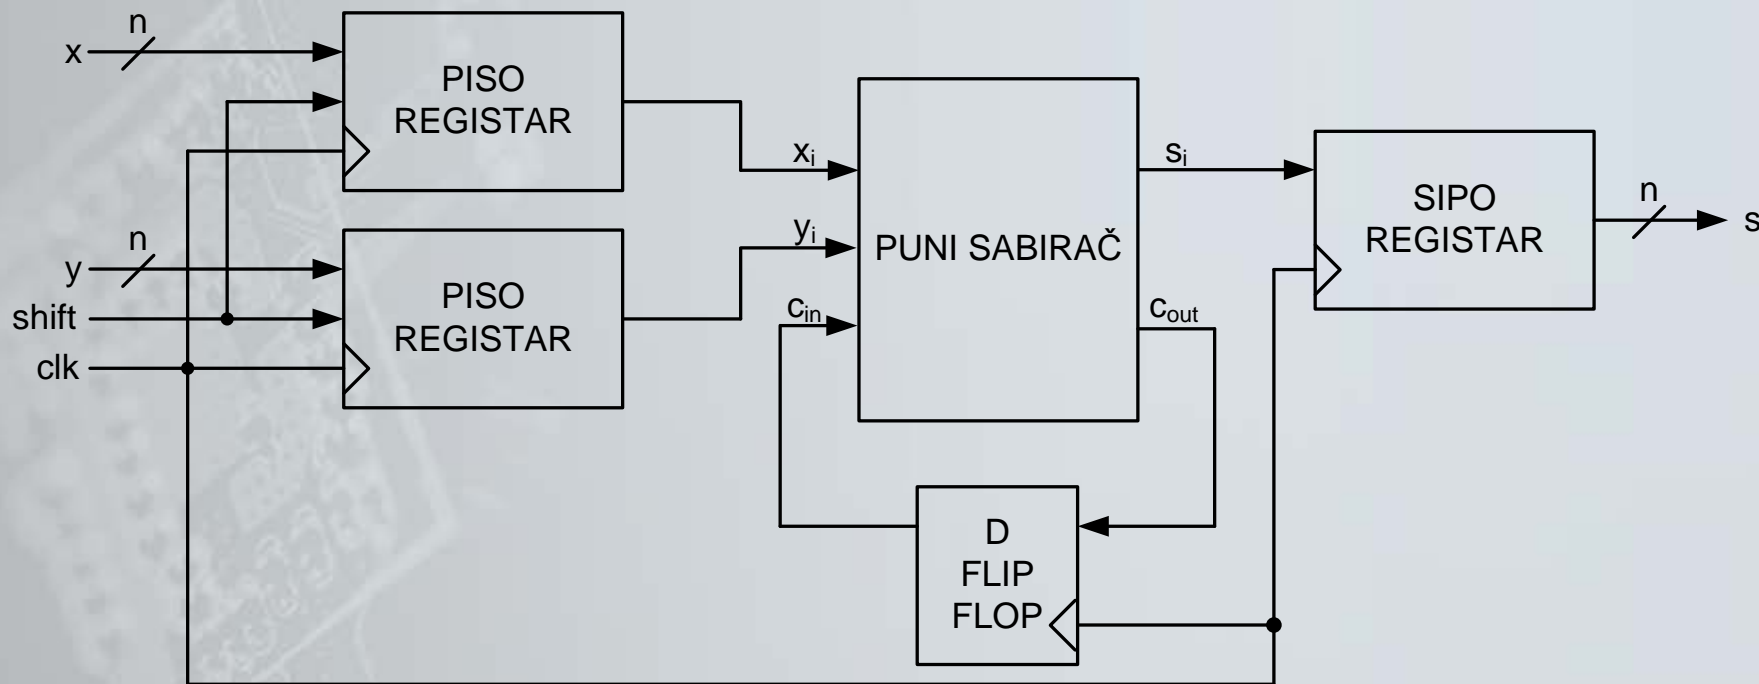 n
x
PISO
REGISTAR
n
y
shift
clk
PISO
REGISTAR
xi
yi
cin
PUNI SABIRAČ
si
cout
D
FLIP
FLOP
SIPO
REGISTAR
n
s